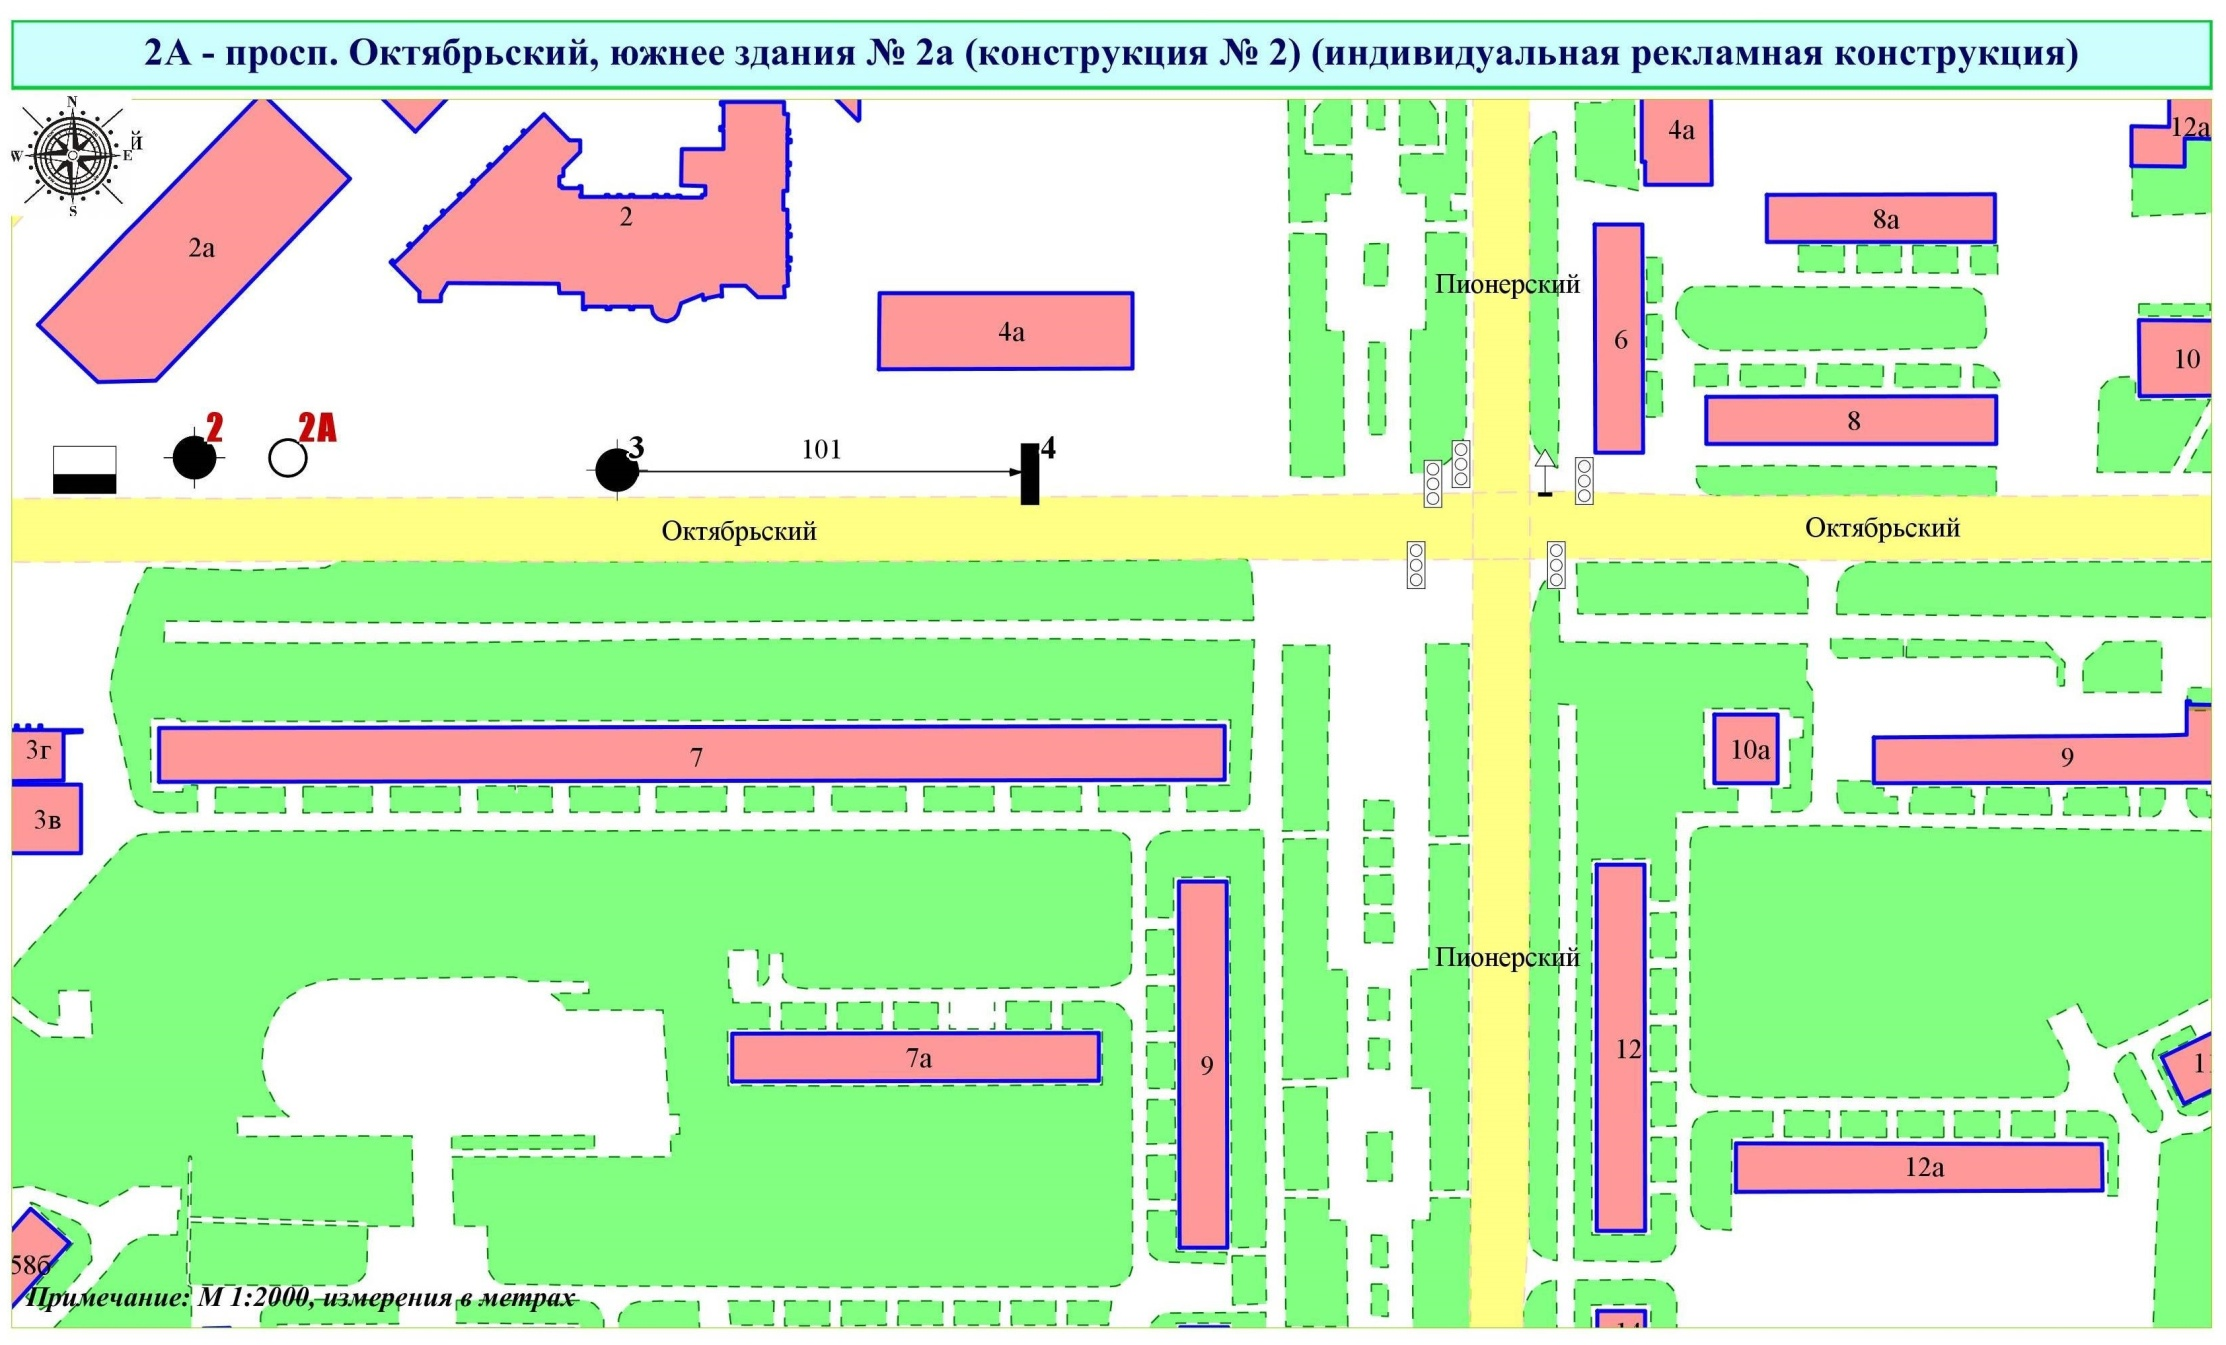 2А - просп. Октябрьский, южнее здания № 2а (конструкция № 2) (индивидуальная рекламная конструкция)
N
W
E
S
й
4а
12а
2
2а
8а
Пионерский
4а
6
10
8
2
2А
3
101
4
Октябрьский
Октябрьский
3г
7
10а
9
3в
Пионерский
7а
9
12
12а
58б
Примечание: М 1:2000, измерения в метрах